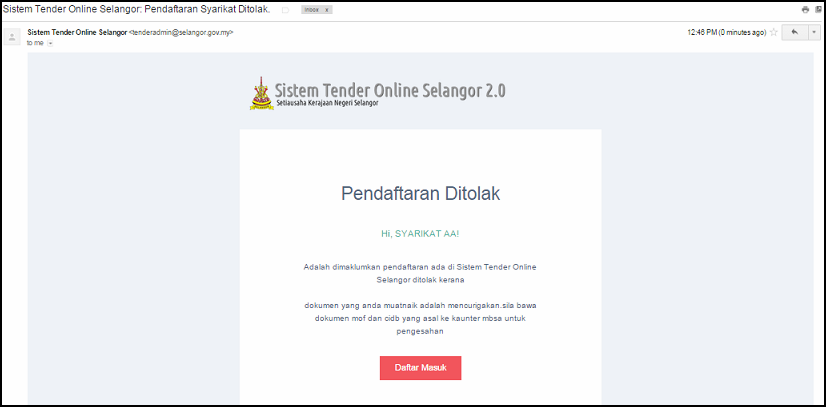 Sistem Tender Online Selangor: Pendaftaran Syarikat Ditolak. Inbox x
Sistem Tender Online Selangor <tenderadmin@selangor.gov.my> 12:46 PM (0 minutes ago)
to me
Sistem Tender Online Selangor 2.0
Setiausaha Kerajaan Negeri Selangor
Pendaftaran Ditolak
Hi, SYARIKAT AA!
Adalah dimaklumkan pendaftaran ada di Sistem Tender Online
Selangor ditolak kerana
dokumen yang anda muatnaik adalah mencurigakan.sila bawa
dokumen mof dan cidb yang asal ke kaunter mbsa untuk
pengesahan
Daftar Masuk